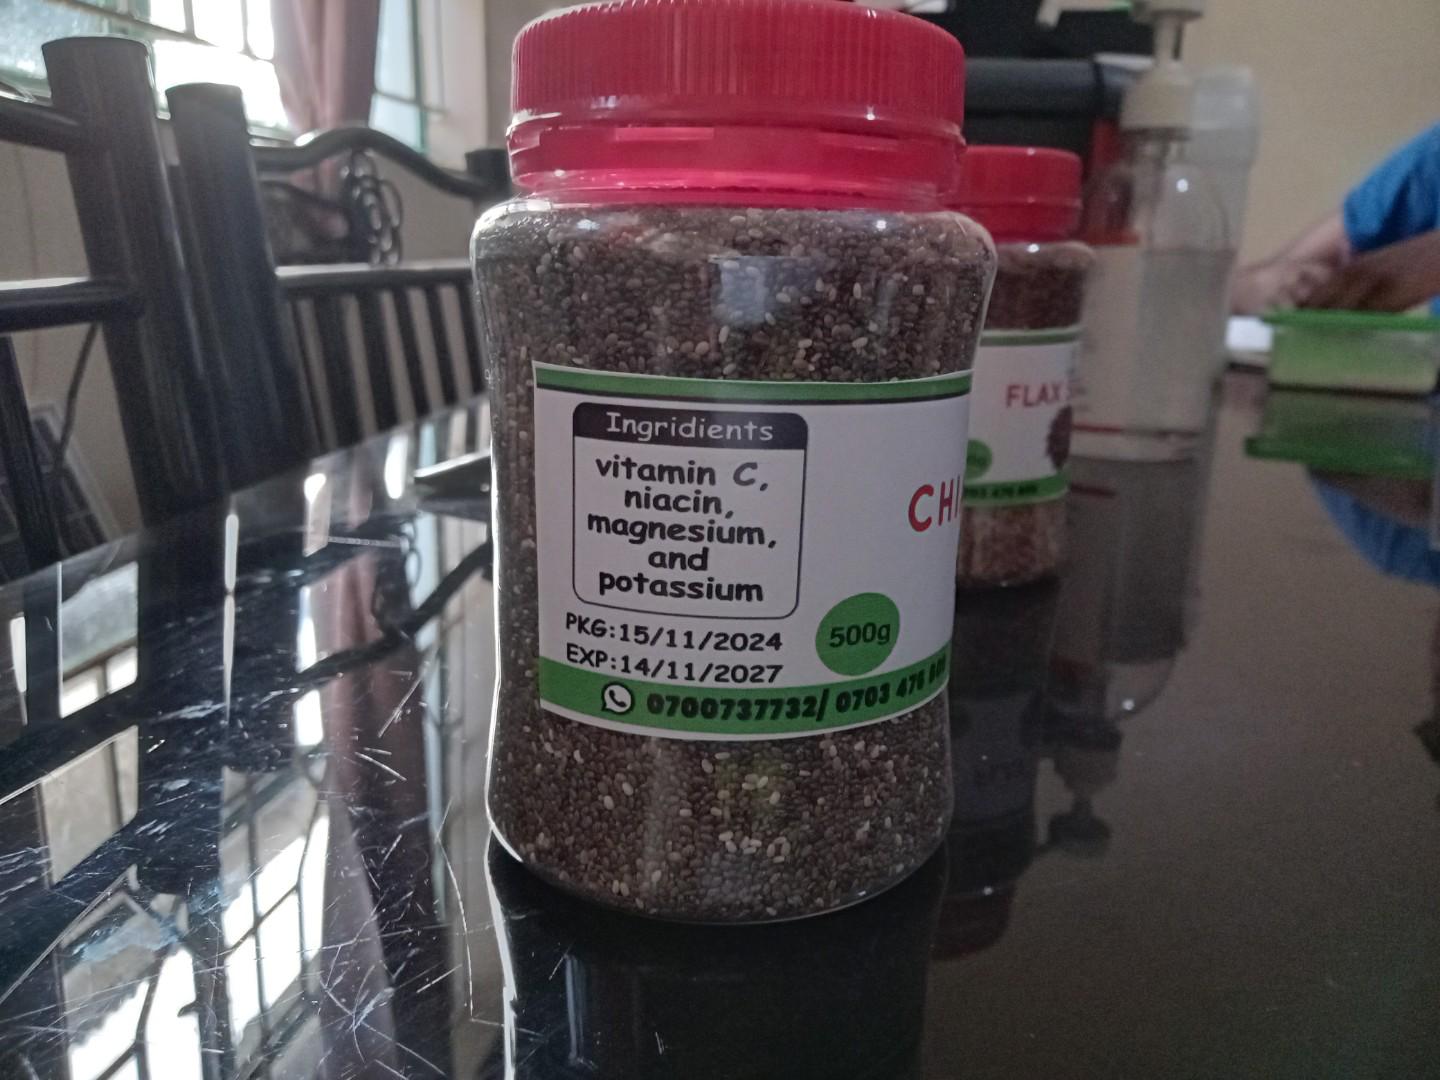 Ingridients
vitamin C,
niacin,
magnesium,
and
potassium
PKG:15/11/2024
EXP:14/11/2027
500g
0700737732/ 0703 476
CHI
FLAX